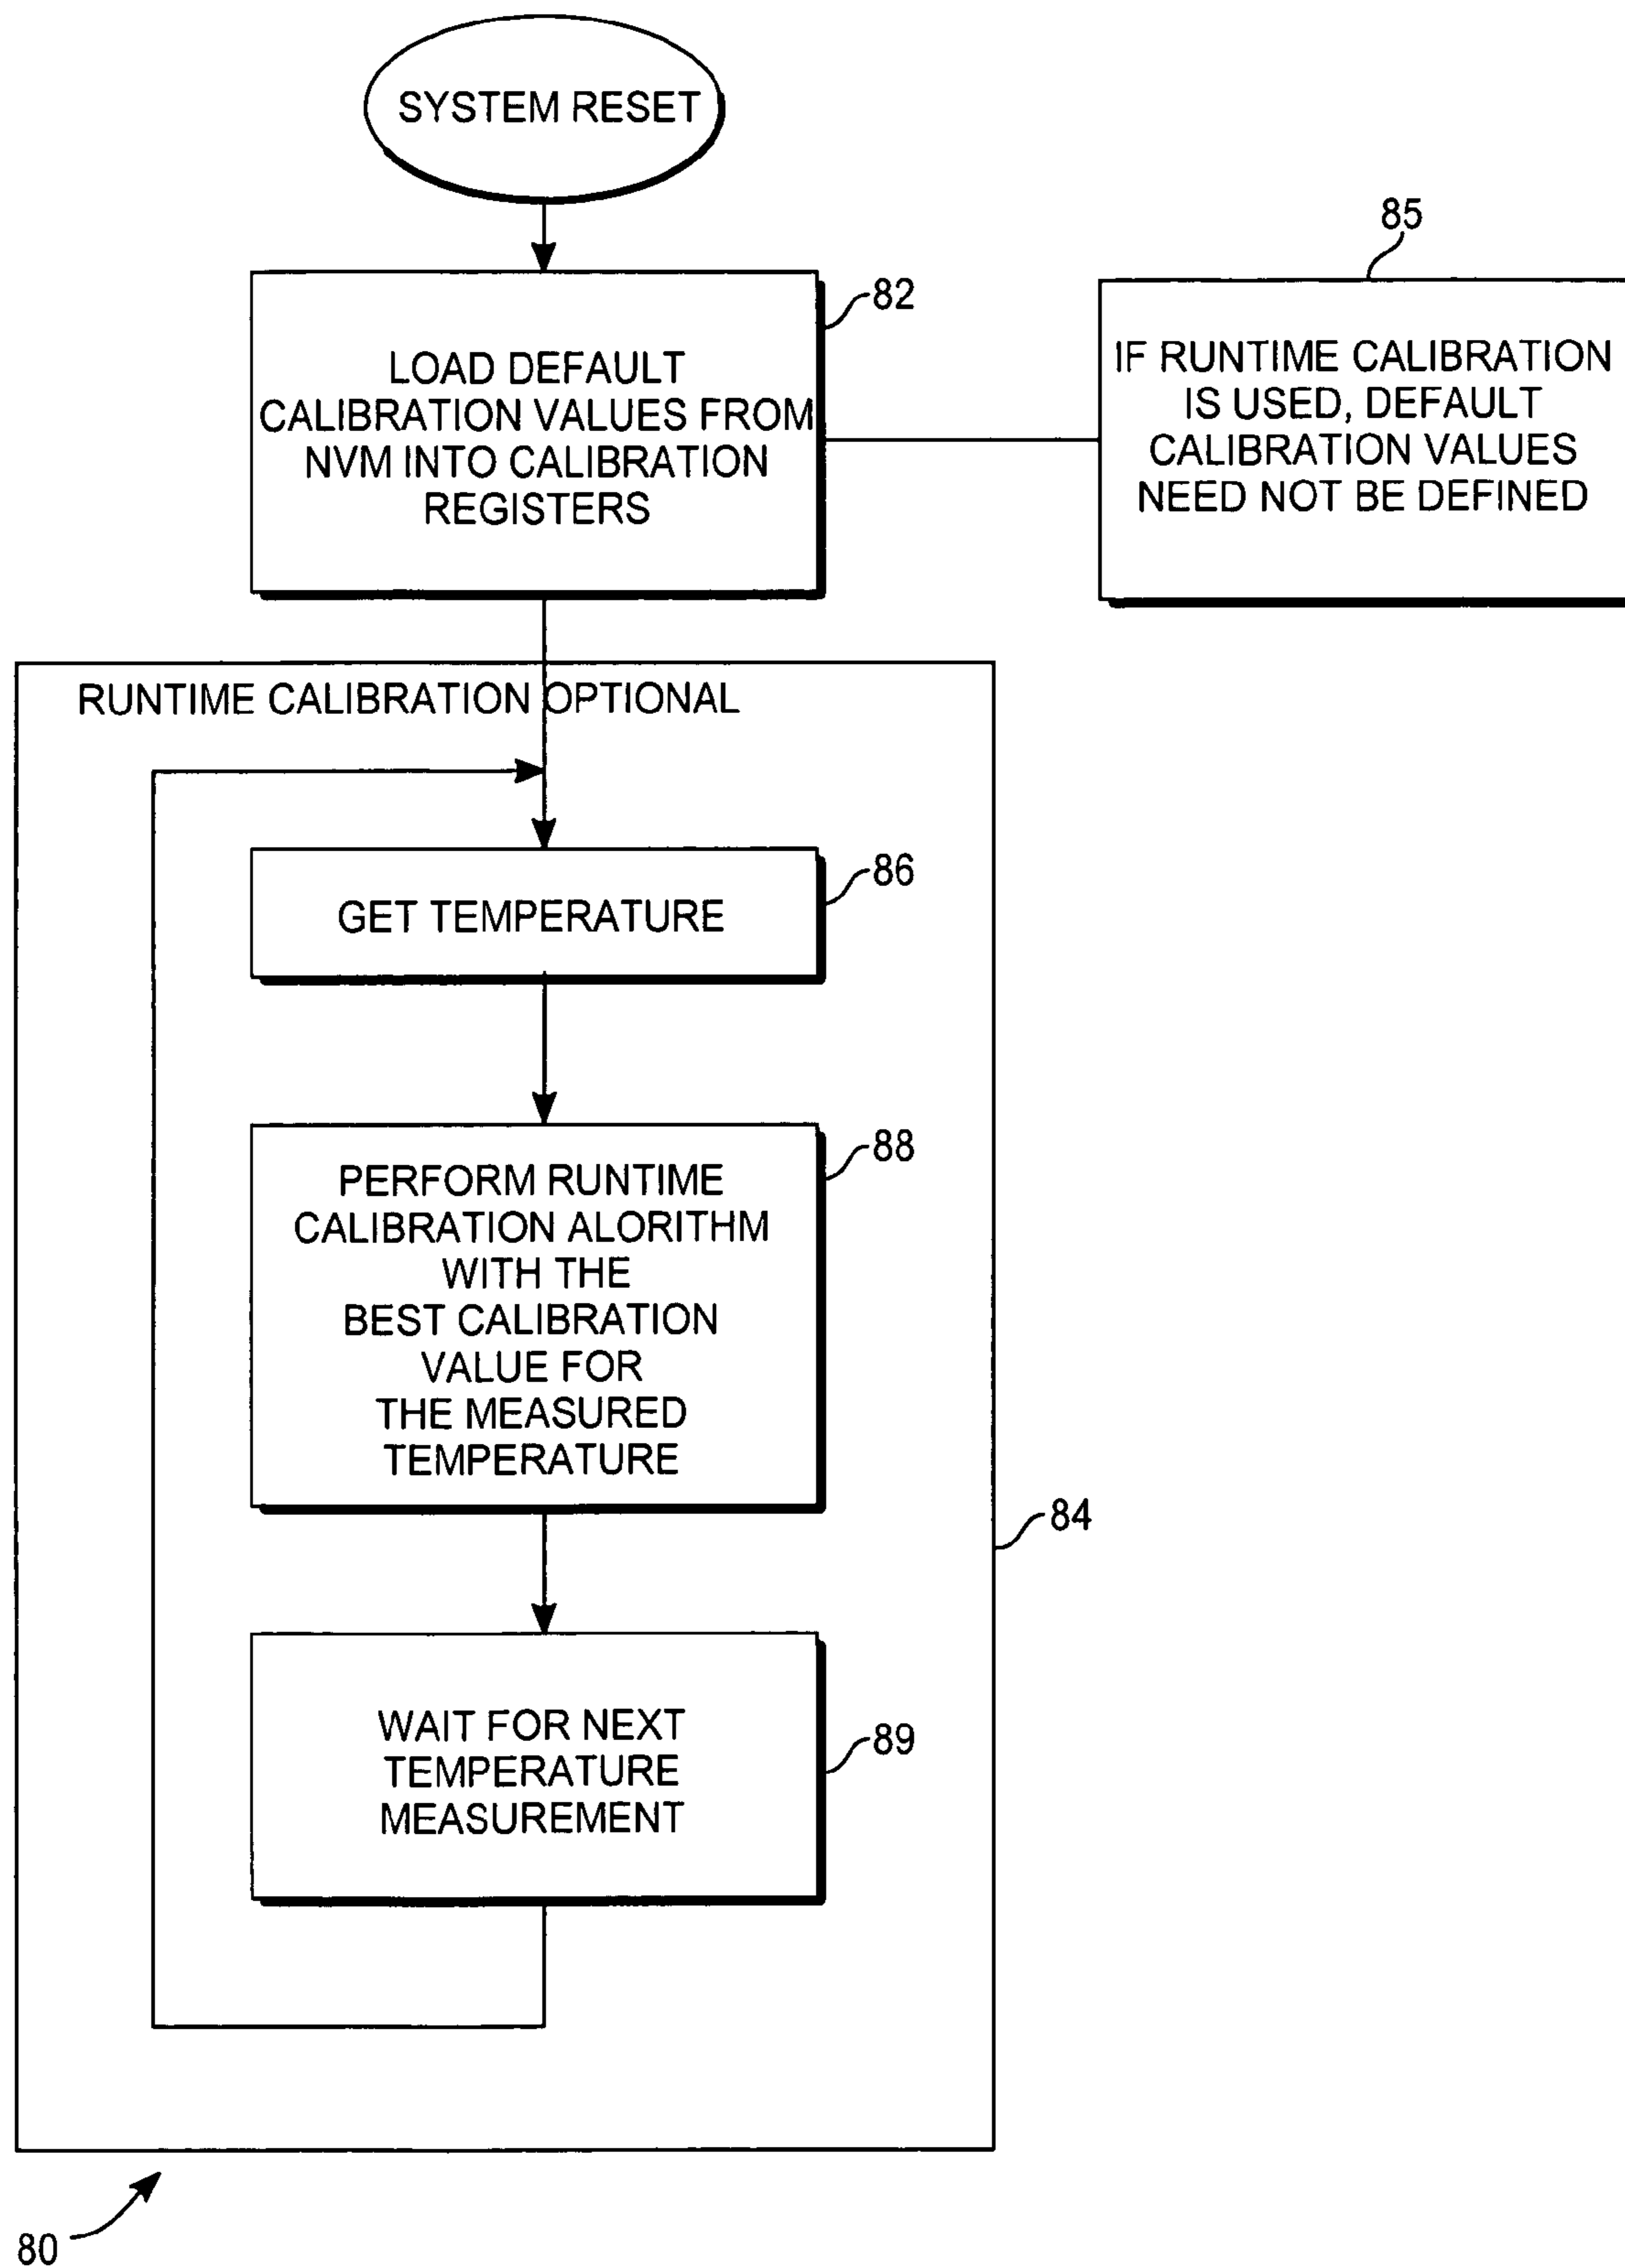 SYSTEM RESET
85
82
LOAD DEFAULT
CALIBRATION VALUES FROM
NVM INTO CALIBRATION
REGISTERS
IF RUNTIME CALIBRATION
IS USED, DEFAULT
CALIBRATION VALUES
NEED NOT BE DEFINED
RUNTIME CALIBRATION OPTIONAL
86
GET TEMPERATURE
88
PERFORM RUNTIME
CALIBRATION ALORITHM
WITH THE
BEST CALIBRATION
VALUE FOR
THE MEASURED
TEMPERATURE
84
89
WAIT FOR NEXT
TEMPERATURE
MEASUREMENT
80